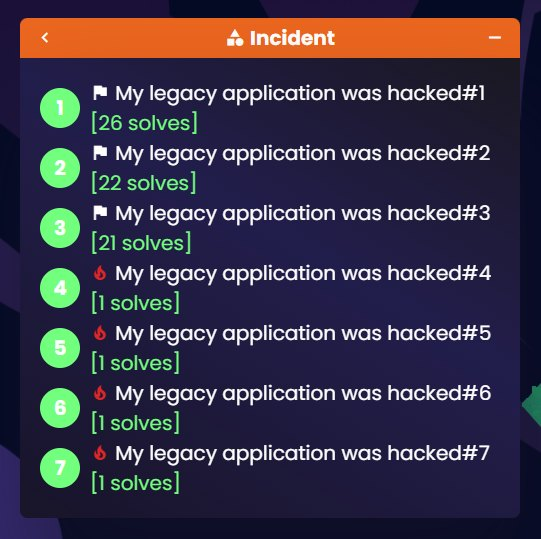 Incident
1
My legacy application was hacked#1
[26 solves]
2
My legacy application was hacked#2
[22 solves]
3
My legacy application was hacked#3
[21 solves]
4
My legacy application was hacked#4
[1 solves]
5
My legacy application was hacked#5
[1 solves]
6
My legacy application was hacked#6
[1 solves]
7
My legacy application was hacked#7
[1 solves]